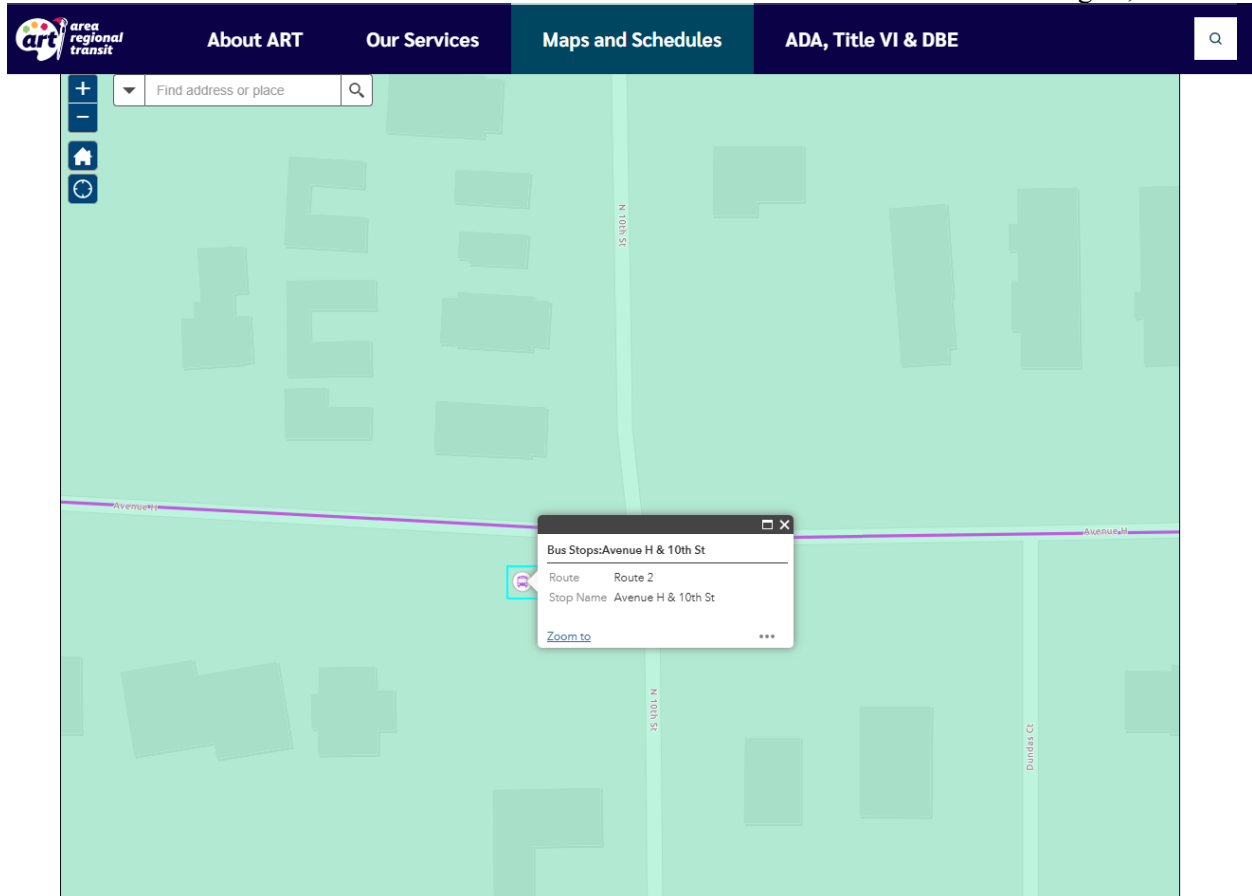 area
regional
transit
art
About ART
Our Services
Maps and Schedules
ADA, Title VI & DBE
+
Find address or place
−
N 10th St
Avenue H
Avenue H
Bus Stops:Avenue H & 10th St
Route Route 2
Stop Name Avenue H & 10th St
Zoom to
N 10th St
Dundas Ct